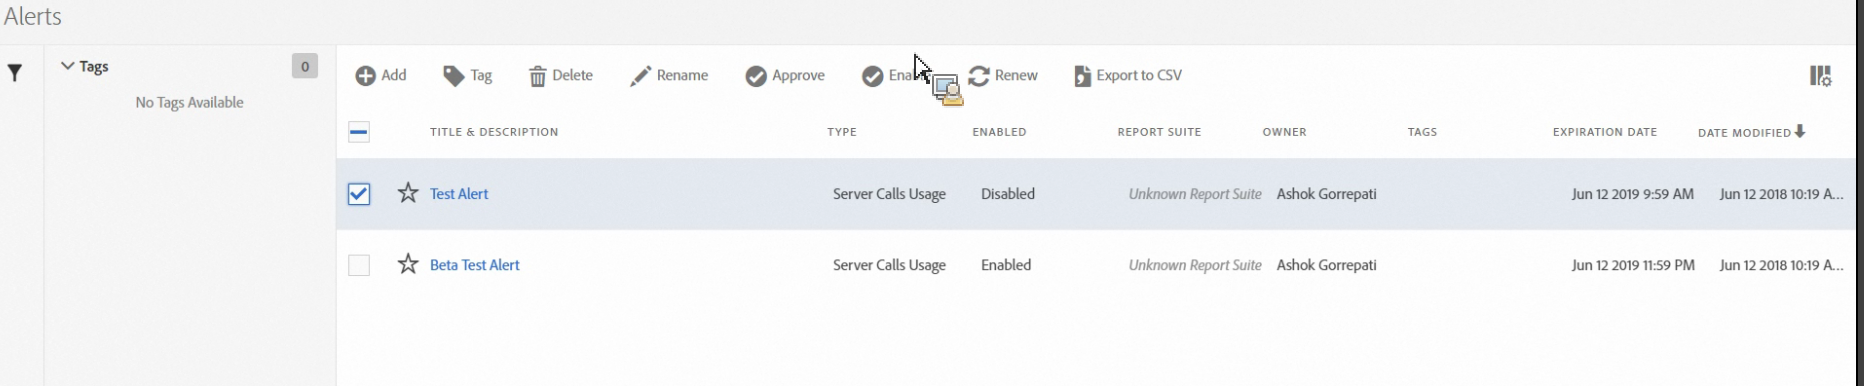 Alerts
Tags 0
No Tags Available
Add Tag Delete Rename Approve Renew Export to CSV
TITLE & DESCRIPTION TYPE ENABLED REPORT SUITE OWNER TAGS EXPIRATION DATE DATE MODIFIED
Test Alert Server Calls Usage Disabled Unknown Report Suite Ashok Gorrepati Jun 12 2019 9:59 AM Jun 12 2018 10:19 A...
Beta Test Alert Server Calls Usage Enabled Unknown Report Suite Ashok Gorrepati Jun 12 2019 11:59 PM Jun 12 2018 10:19 A...